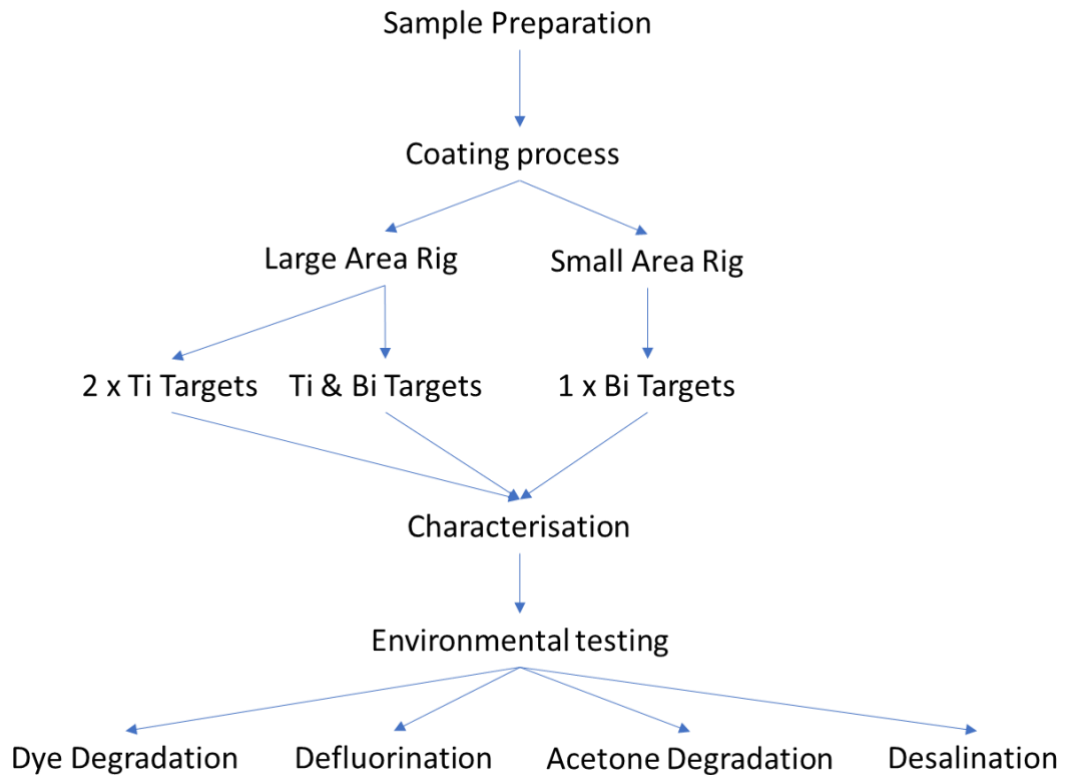 Sample Preparation
Coating process
Large Area Rig
Small Area Rig
2 x Ti Targets
Ti & Bi Targets
1 x Bi Targets
Characterisation
Environmental testing
Dye Degradation
Defluorination
Acetone Degradation
Desalination